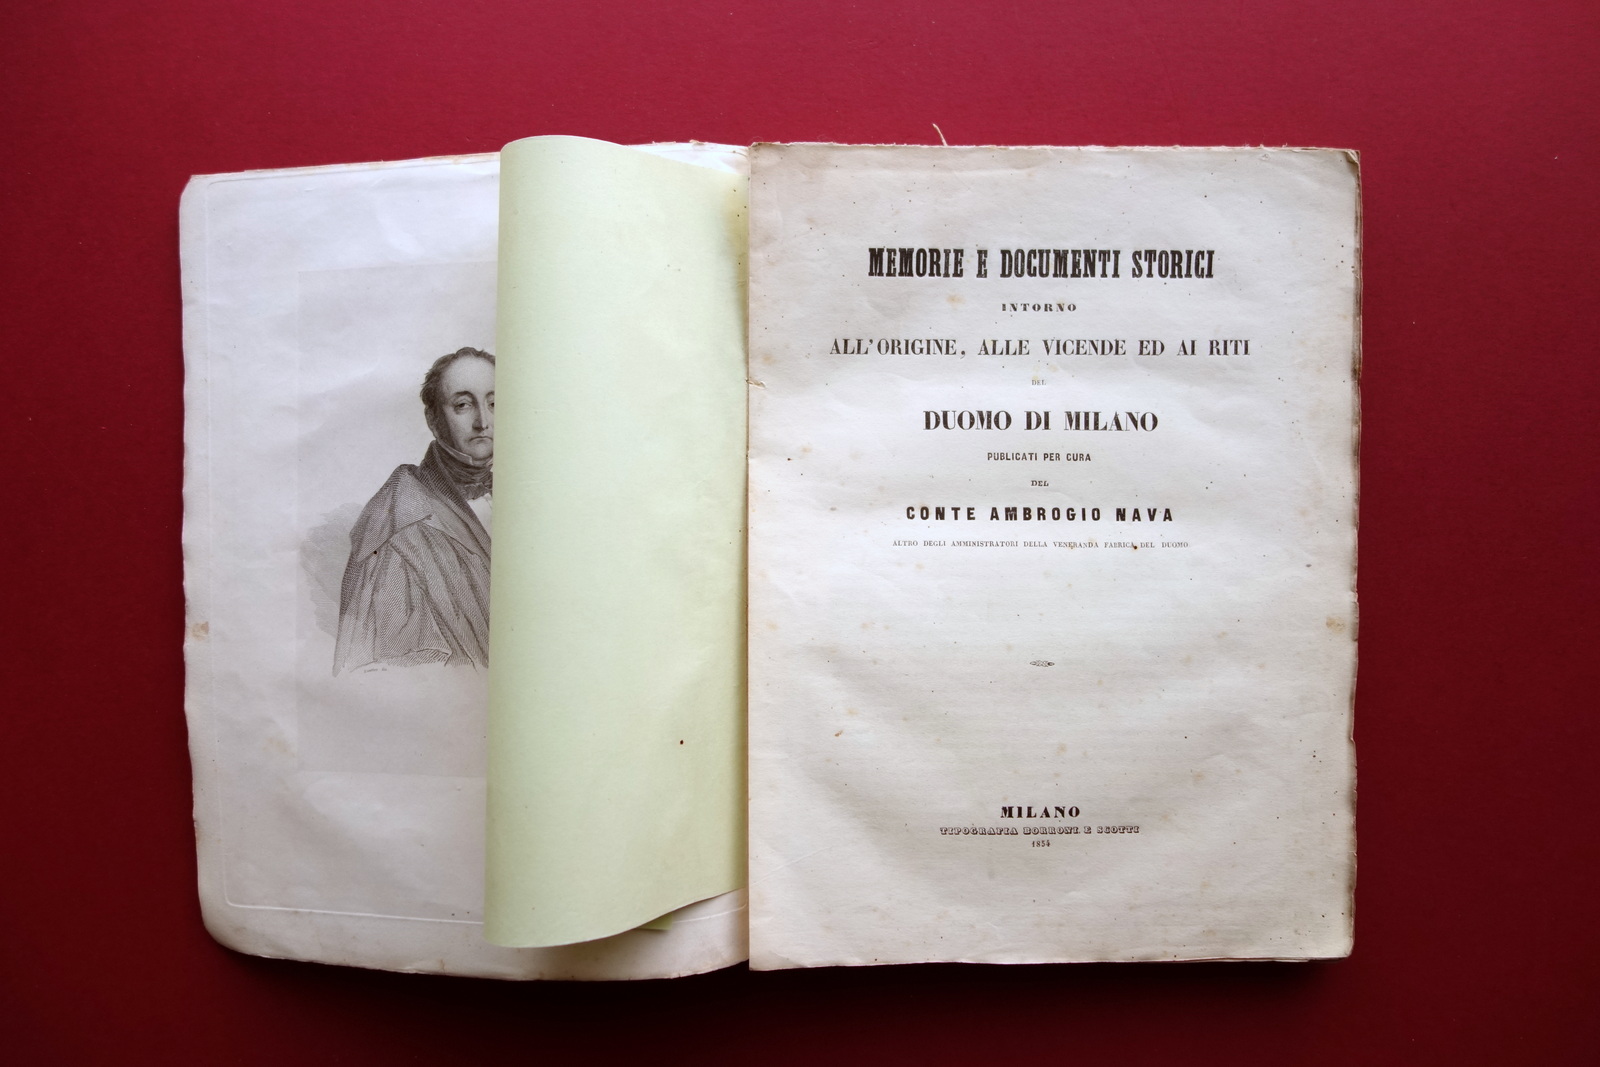 MEMORIE E DOCUMENTI STORICI
INTORNO
ALL'ORIGINE, ALLE VICENDE ED AI RITI
DEL
DUOMO DI MILANO
PUBLICATI PER CURA
DEL
CONTE AMBROGIO NAVA
ALTRO DEGLI AMMINISTRATORI DELLA VENERANDA FABRICA DEL DUOMO
MILANO
TIPOGRAFIA BORRONI E SCOTTI
1854